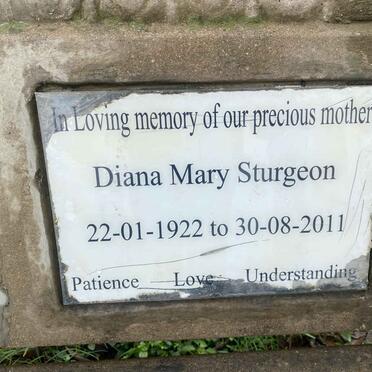 In Loving memory of our precious mother
Diana Mary Sturgeon
22-01-1922 to 30-08-2011
Patience Love Understanding